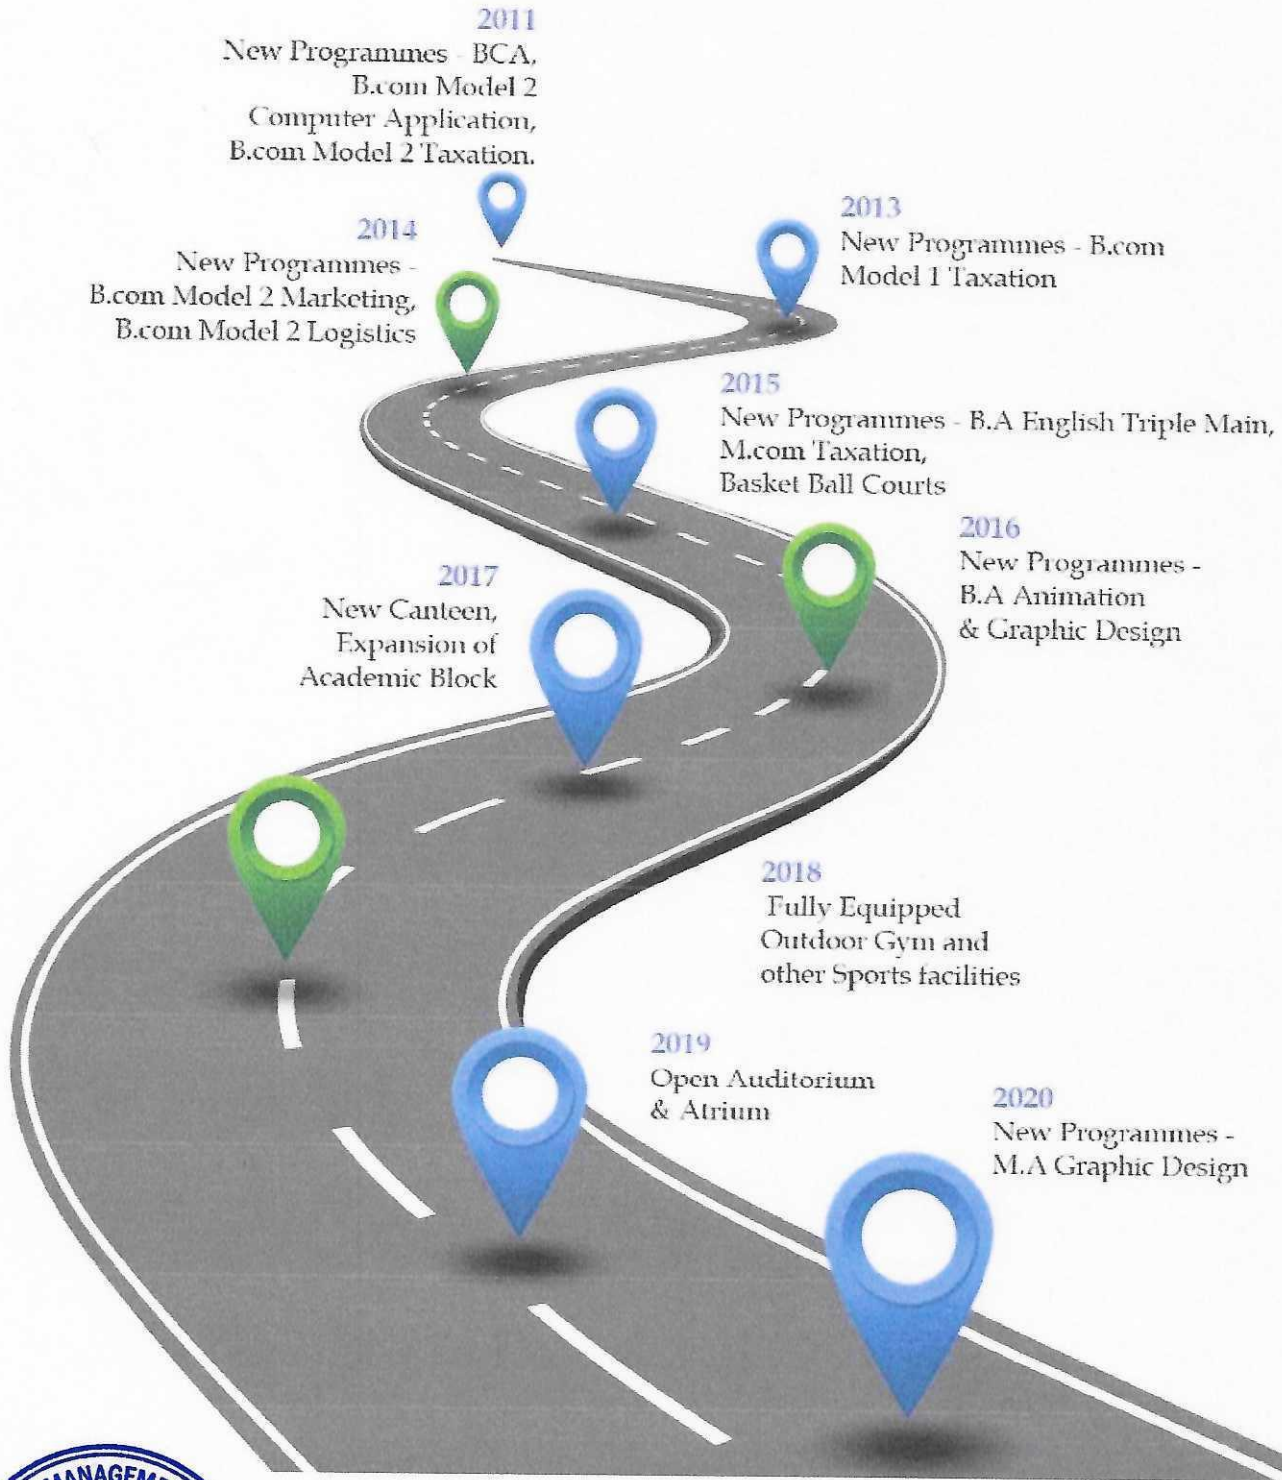 2011
New Programmes - BCA,
B.com Model 2
Computer Application,
B.com Model 2 Taxation.
2013
New Programmes - B.com
Model 1 Taxation
2014
New Programmes -
B.com Model 2 Marketing,
B.com Model 2 Logistics
2015
New Programmes - B.A English Triple Main,
M.com Taxation,
Basket Ball Courts
2016
New Programmes -
B.A Animation
& Graphic Design
2017
New Canteen,
Expansion of
Academic Block
2018
Fully Equipped
Outdoor Gym and
other Sports facilities
2019
Open Auditorium
& Atrium
2020
New Programmes -
M.A Graphic Design